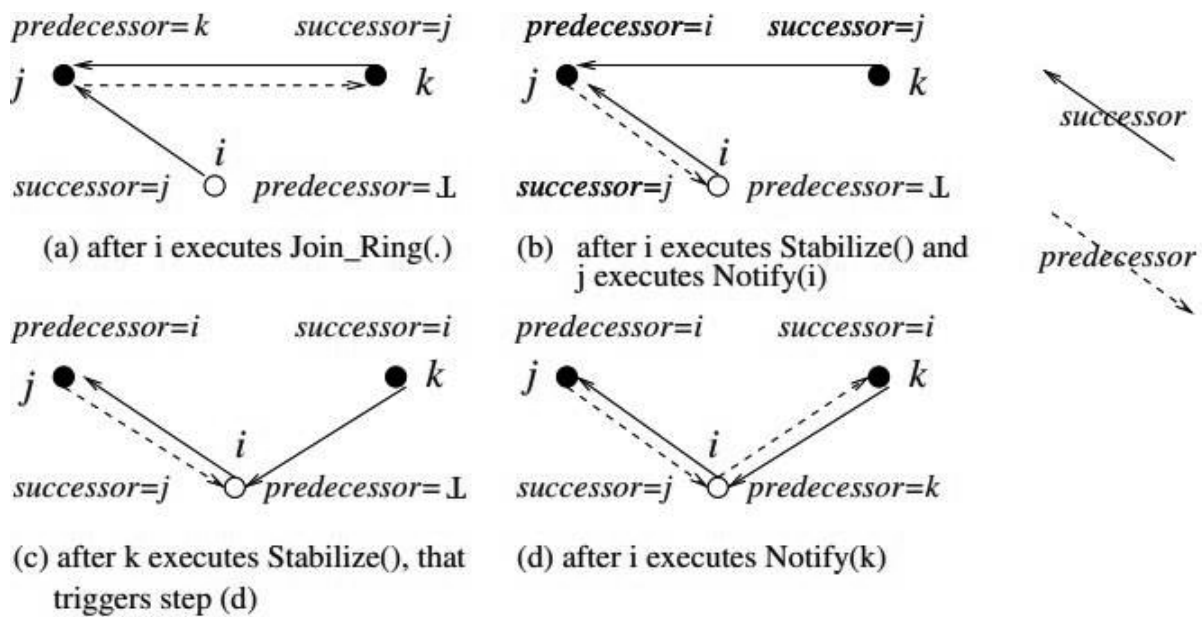 predecessor=k successor=j
j k
i
successor=j predecessor=⊥
(a) after i executes Join_Ring(.)
predecessor=i successor=j
j k
i
successor=j predecessor=⊥
(b) after i executes Stabilize() and
j executes Notify(i)
successor
predecessor
predecessor=i successor=i
j k
i
successor=j predecessor=⊥
(c) after k executes Stabilize(), that
triggers step (d)
predecessor=i successor=i
j k
i
successor=j predecessor=k
(d) after i executes Notify(k)